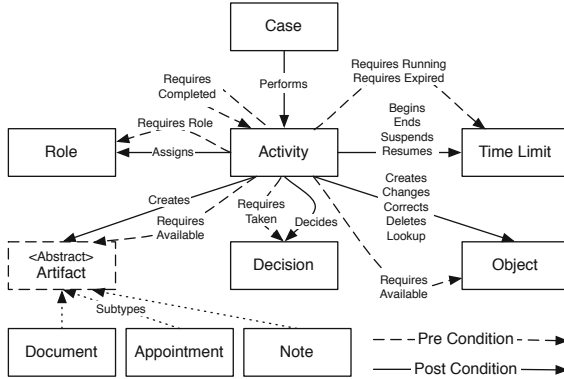 Case
Requires
Completed
Performs
Requires Running
Requires Expired
Requires Role
Begins
Ends
Suspends
Resumes
Role
Assigns
Activity
Time Limit
Creates
Requires
Available
Requires
Taken
Decides
Creates
Changes
Corrects
Deletes
Lookup
<Abstract>
Artifact
Decision
Requires
Available
Object
Subtypes
Document
Appointment
Note
Pre Condition
Post Condition